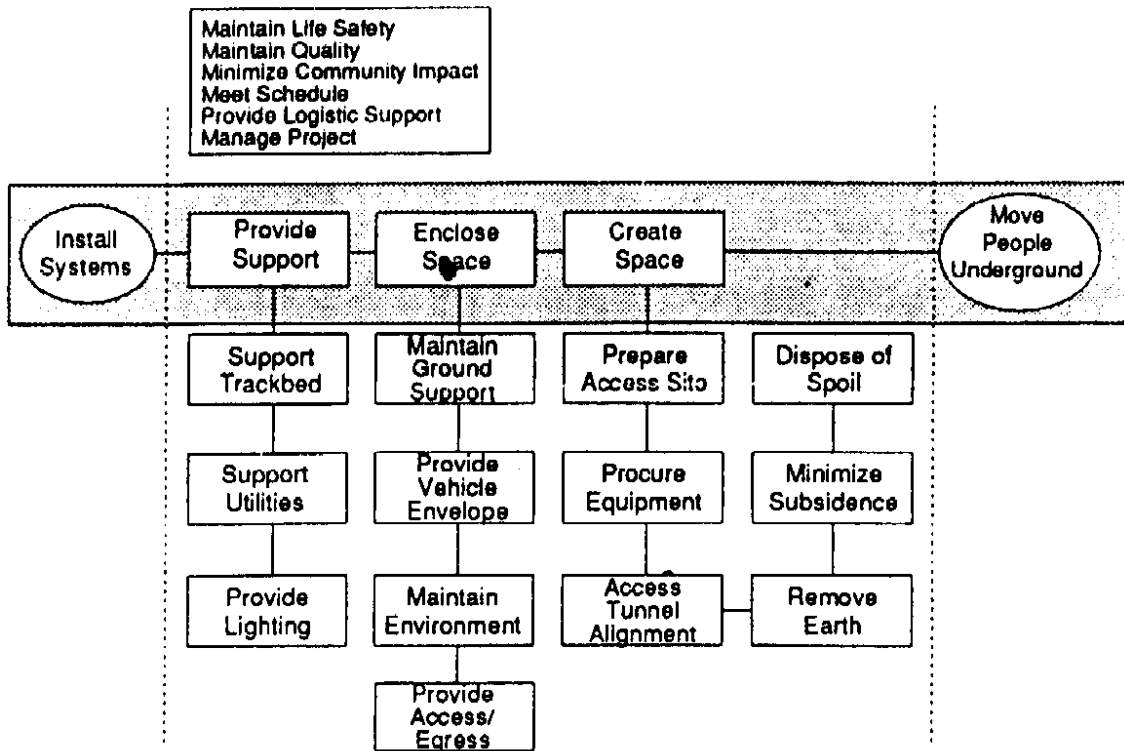 Maintain Life Safety
Maintain Quality
Minimize Community Impact
Meet Schedule
Provide Logistic Support
Manage Project
Install
Systems
Provide
Support
Enclose
Space
Create
Space
Move
People
Underground
Support
Trackbed
Maintain
Ground
Support
Prepare
Access Site
Dispose of
Spoil
Support
Utilities
Provide
Vehicle
Envelope
Procure
Equipment
Minimize
Subsidence
Provide
Lighting
Maintain
Environment
Access
Tunnel
Alignment
Remove
Earth
Provide
Access/
Egress